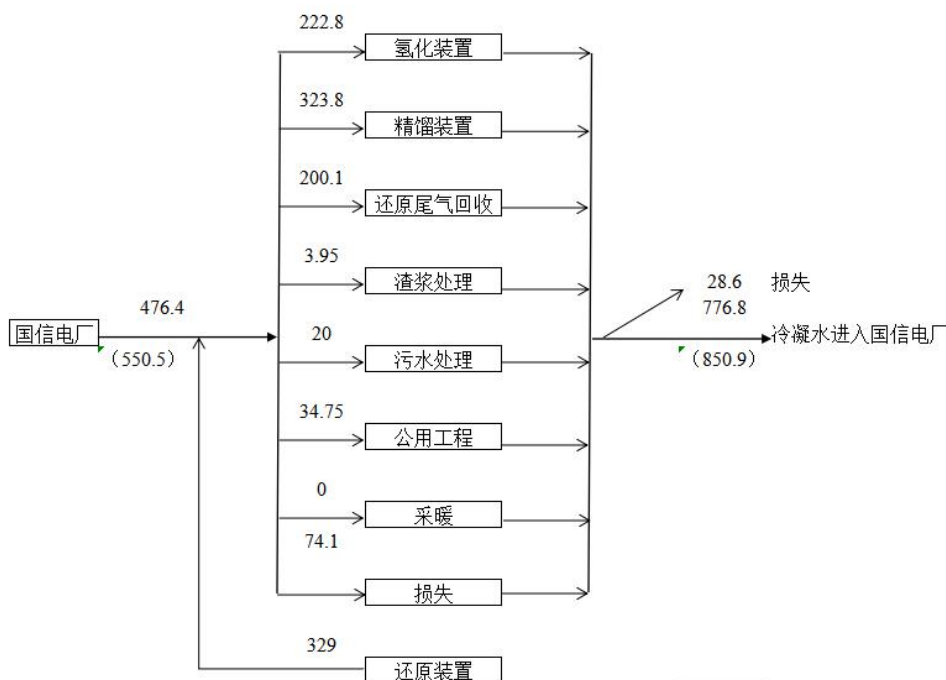 222.8
氢化装置
323.8
精馏装置
200.1
还原尾气回收
3.95
渣浆处理
28.6 损失
476.4
776.8
国信电厂
20
冷凝水进入国信电厂
(550.5)
污水处理
(850.9)
34.75
公用工程
0
采暖
74.1
损失
329
还原装置